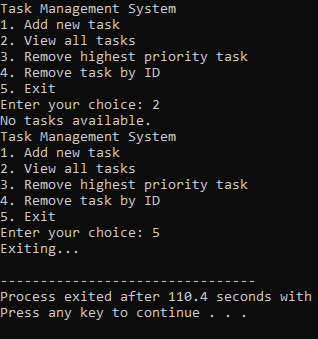 Task Management System
1. Add new task
2. View all tasks
3. Remove highest priority task
4. Remove task by ID
5. Exit
Enter your choice: 2
No tasks available.
Task Management System
1. Add new task
2. View all tasks
3. Remove highest priority task
4. Remove task by ID
5. Exit
Enter your choice: 5
Exiting...
--------------------------------
Process exited after 110.4 seconds with
Press any key to continue . . .